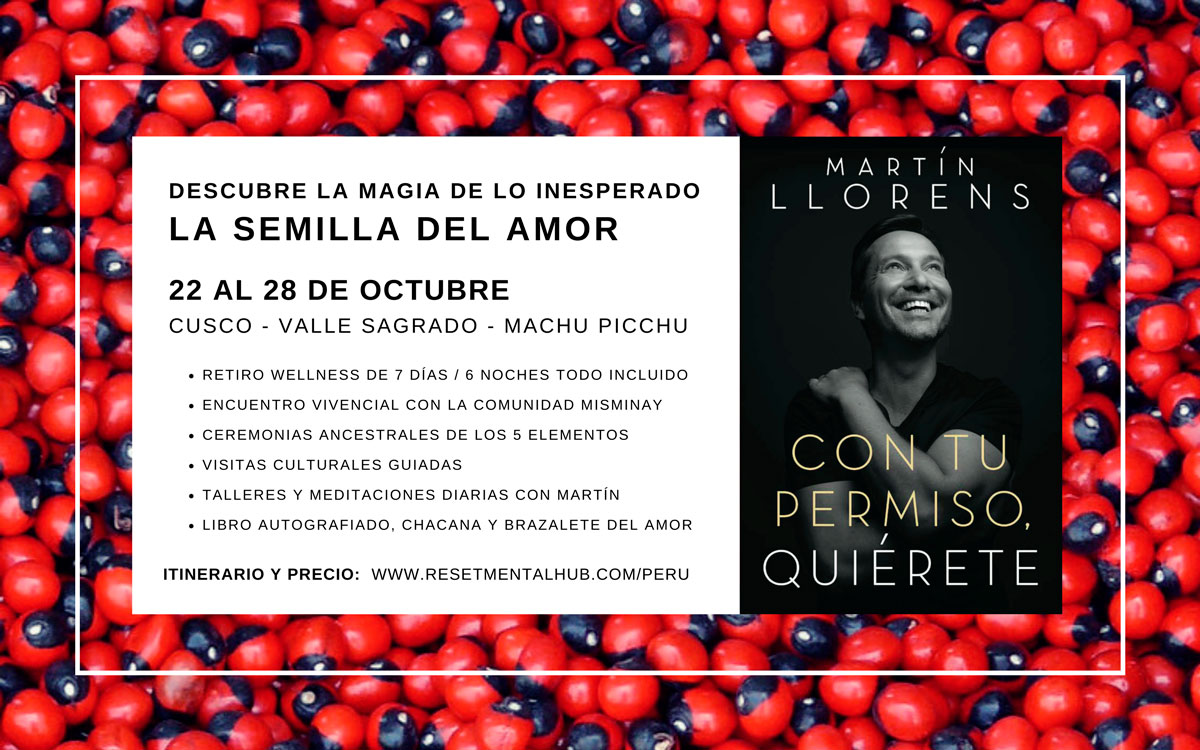 DESCUBRE LA MAGIA DE LO INESPERADO
LA SEMILLA DEL AMOR
22 AL 28 DE OCTUBRE
CUSCO - VALLE SAGRADO - MACHU PICCHU
• RETIRO WELLNESS DE 7 DÍAS / 6 NOCHES TODO INCLUIDO
• ENCUENTRO VIVENCIAL CON LA COMUNIDAD MISMINAY
• CEREMONIAS ANCESTRALES DE LOS 5 ELEMENTOS
• VISITAS CULTURALES GUIADAS
• TALLERES Y MEDITACIONES DIARIAS CON MARTÍN
• LIBRO AUTOGRAFIADO, CHACANA Y BRAZALETE DEL AMOR
ITINERARIO Y PRECIO: WWW.RESETMENTALHUB.COM/PERU
MARTÍN
LLORENS
CON TU
PERMISO,
QUIÉRETE